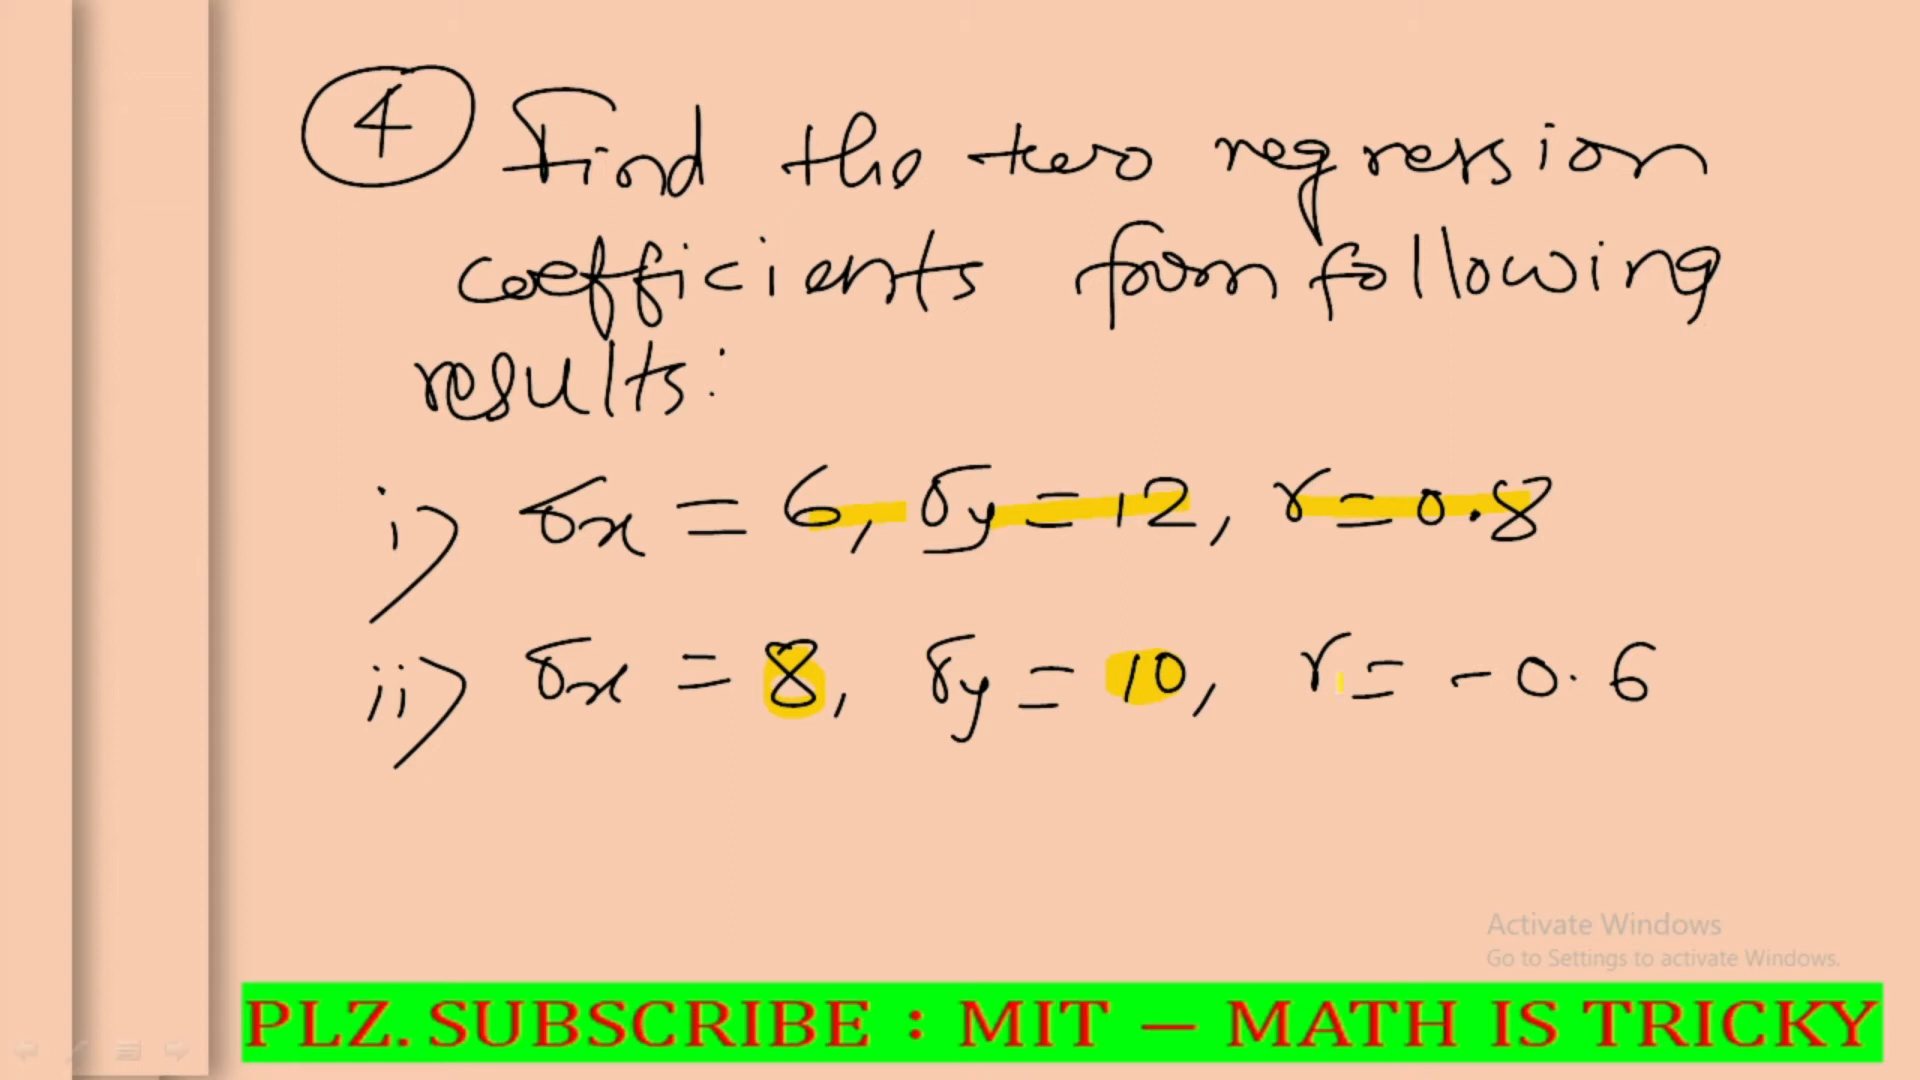 4 Find the two regression
coefficients from following
results:
i) σx = 6, σy = 12, r = 0.8
ii) σx = 8, σy = 10, r = -0.6
Activate Windows
Go to Settings to activate Windows.
PLZ. SUBSCRIBE : MIT – MATH IS TRICKY